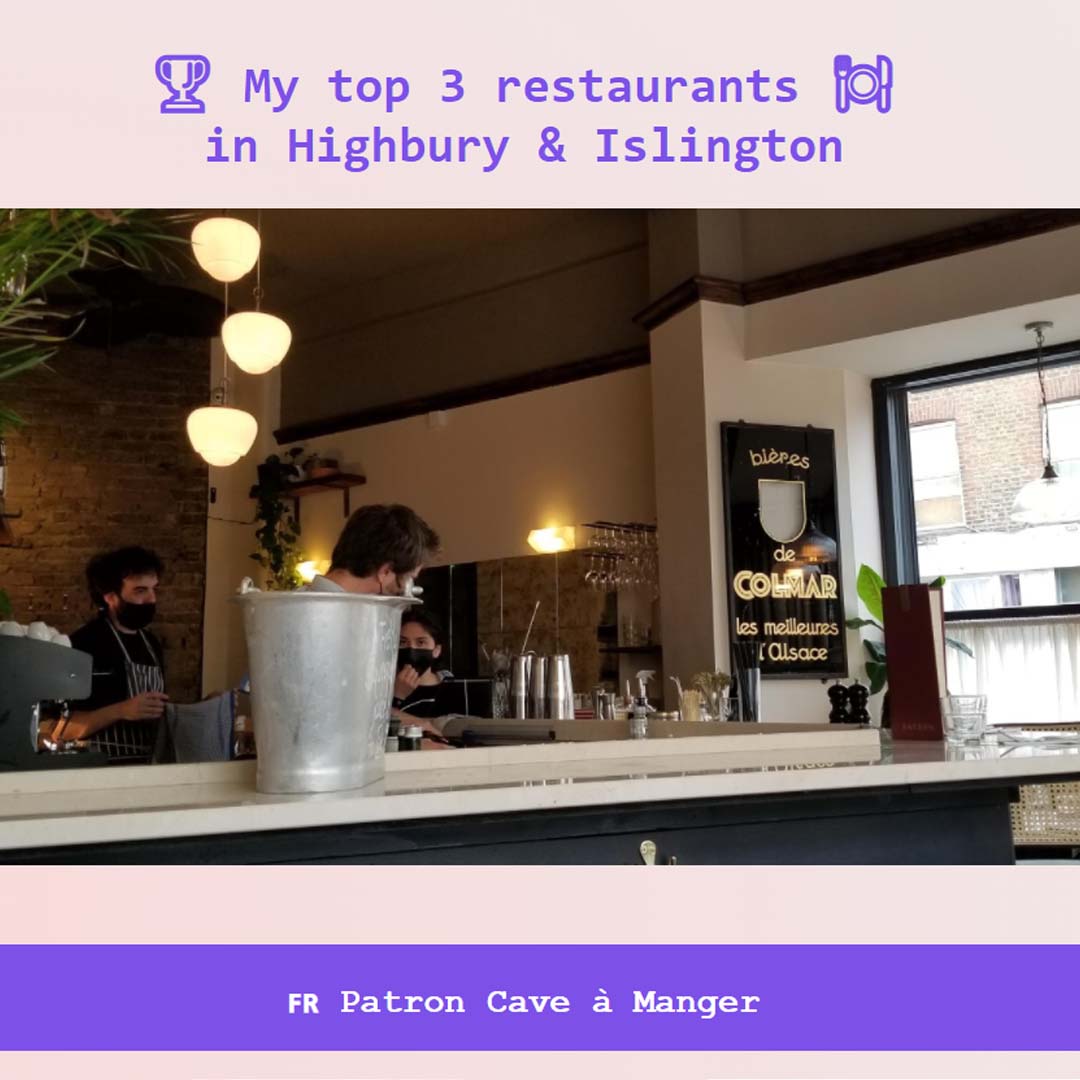 My top 3 restaurants
in Highbury & Islington
bières
de
COLMAR
les meilleures
d'Alsace
FR Patron Cave à Manger